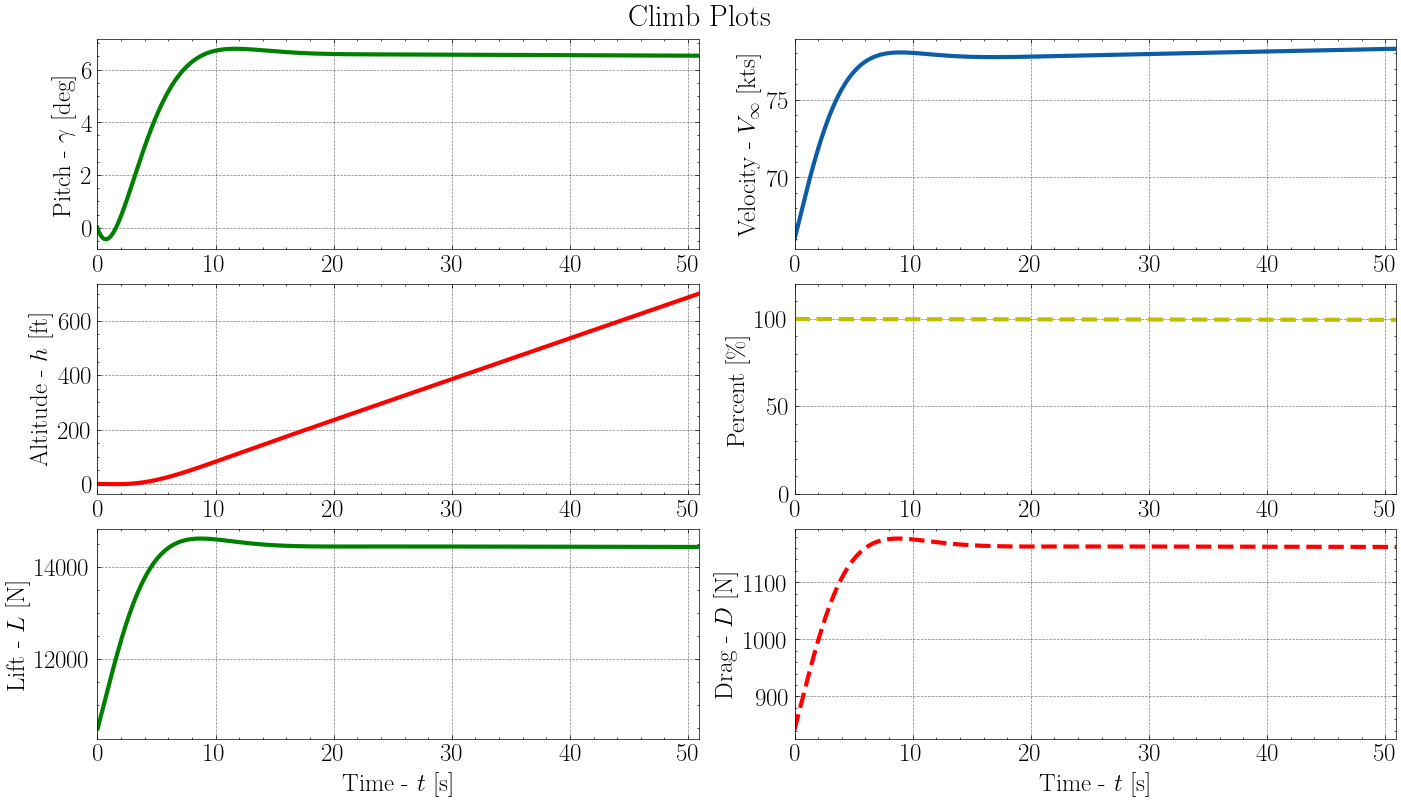 Climb Plots
Pitch - γ [deg]
6
4
2
0
0 10 20 30 40 50
Velocity - V∞ [kts]
75
70
0 10 20 30 40 50
Altitude - h [ft]
600
400
200
0
0 10 20 30 40 50
Percent [%]
100
50
0
0 10 20 30 40 50
Lift - L [N]
14000
12000
0 10 20 30 40 50
Time - t [s]
Drag - D [N]
1100
1000
900
0 10 20 30 40 50
Time - t [s]